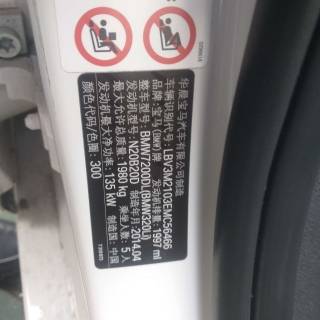 华晨宝马汽车有限公司制造
车辆识别代号: LBV3M2103EMC56466
品牌: 宝马(BMW)牌 发动机排量: 1997 ml
整车型号: BMW7200DL(BMW320Li)
发动机型号: N20B20D 制造年月: 2014.04
最大允许总质量: 1980 kg 乘坐人数: 5 人
发动机最大净功率: 135 kW 制造国: 中国
颜色代码/色圈: 300